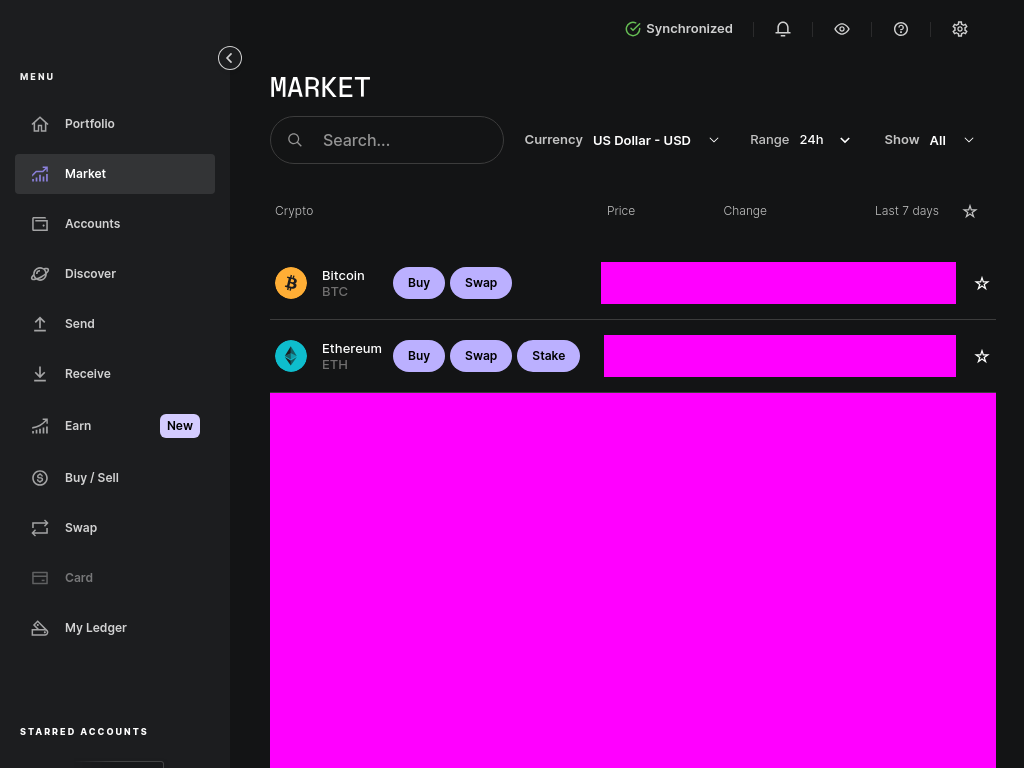 Synchronized
MENU
Portfolio
Market
Accounts
Discover
Send
Receive
Earn New
Buy / Sell
Swap
Card
My Ledger
STARRED ACCOUNTS
MARKET
Search...
Currency US Dollar - USD
Range 24h
Show All
Crypto Price Change Last 7 days
Bitcoin
BTC
Buy Swap
Ethereum
ETH
Buy Swap Stake